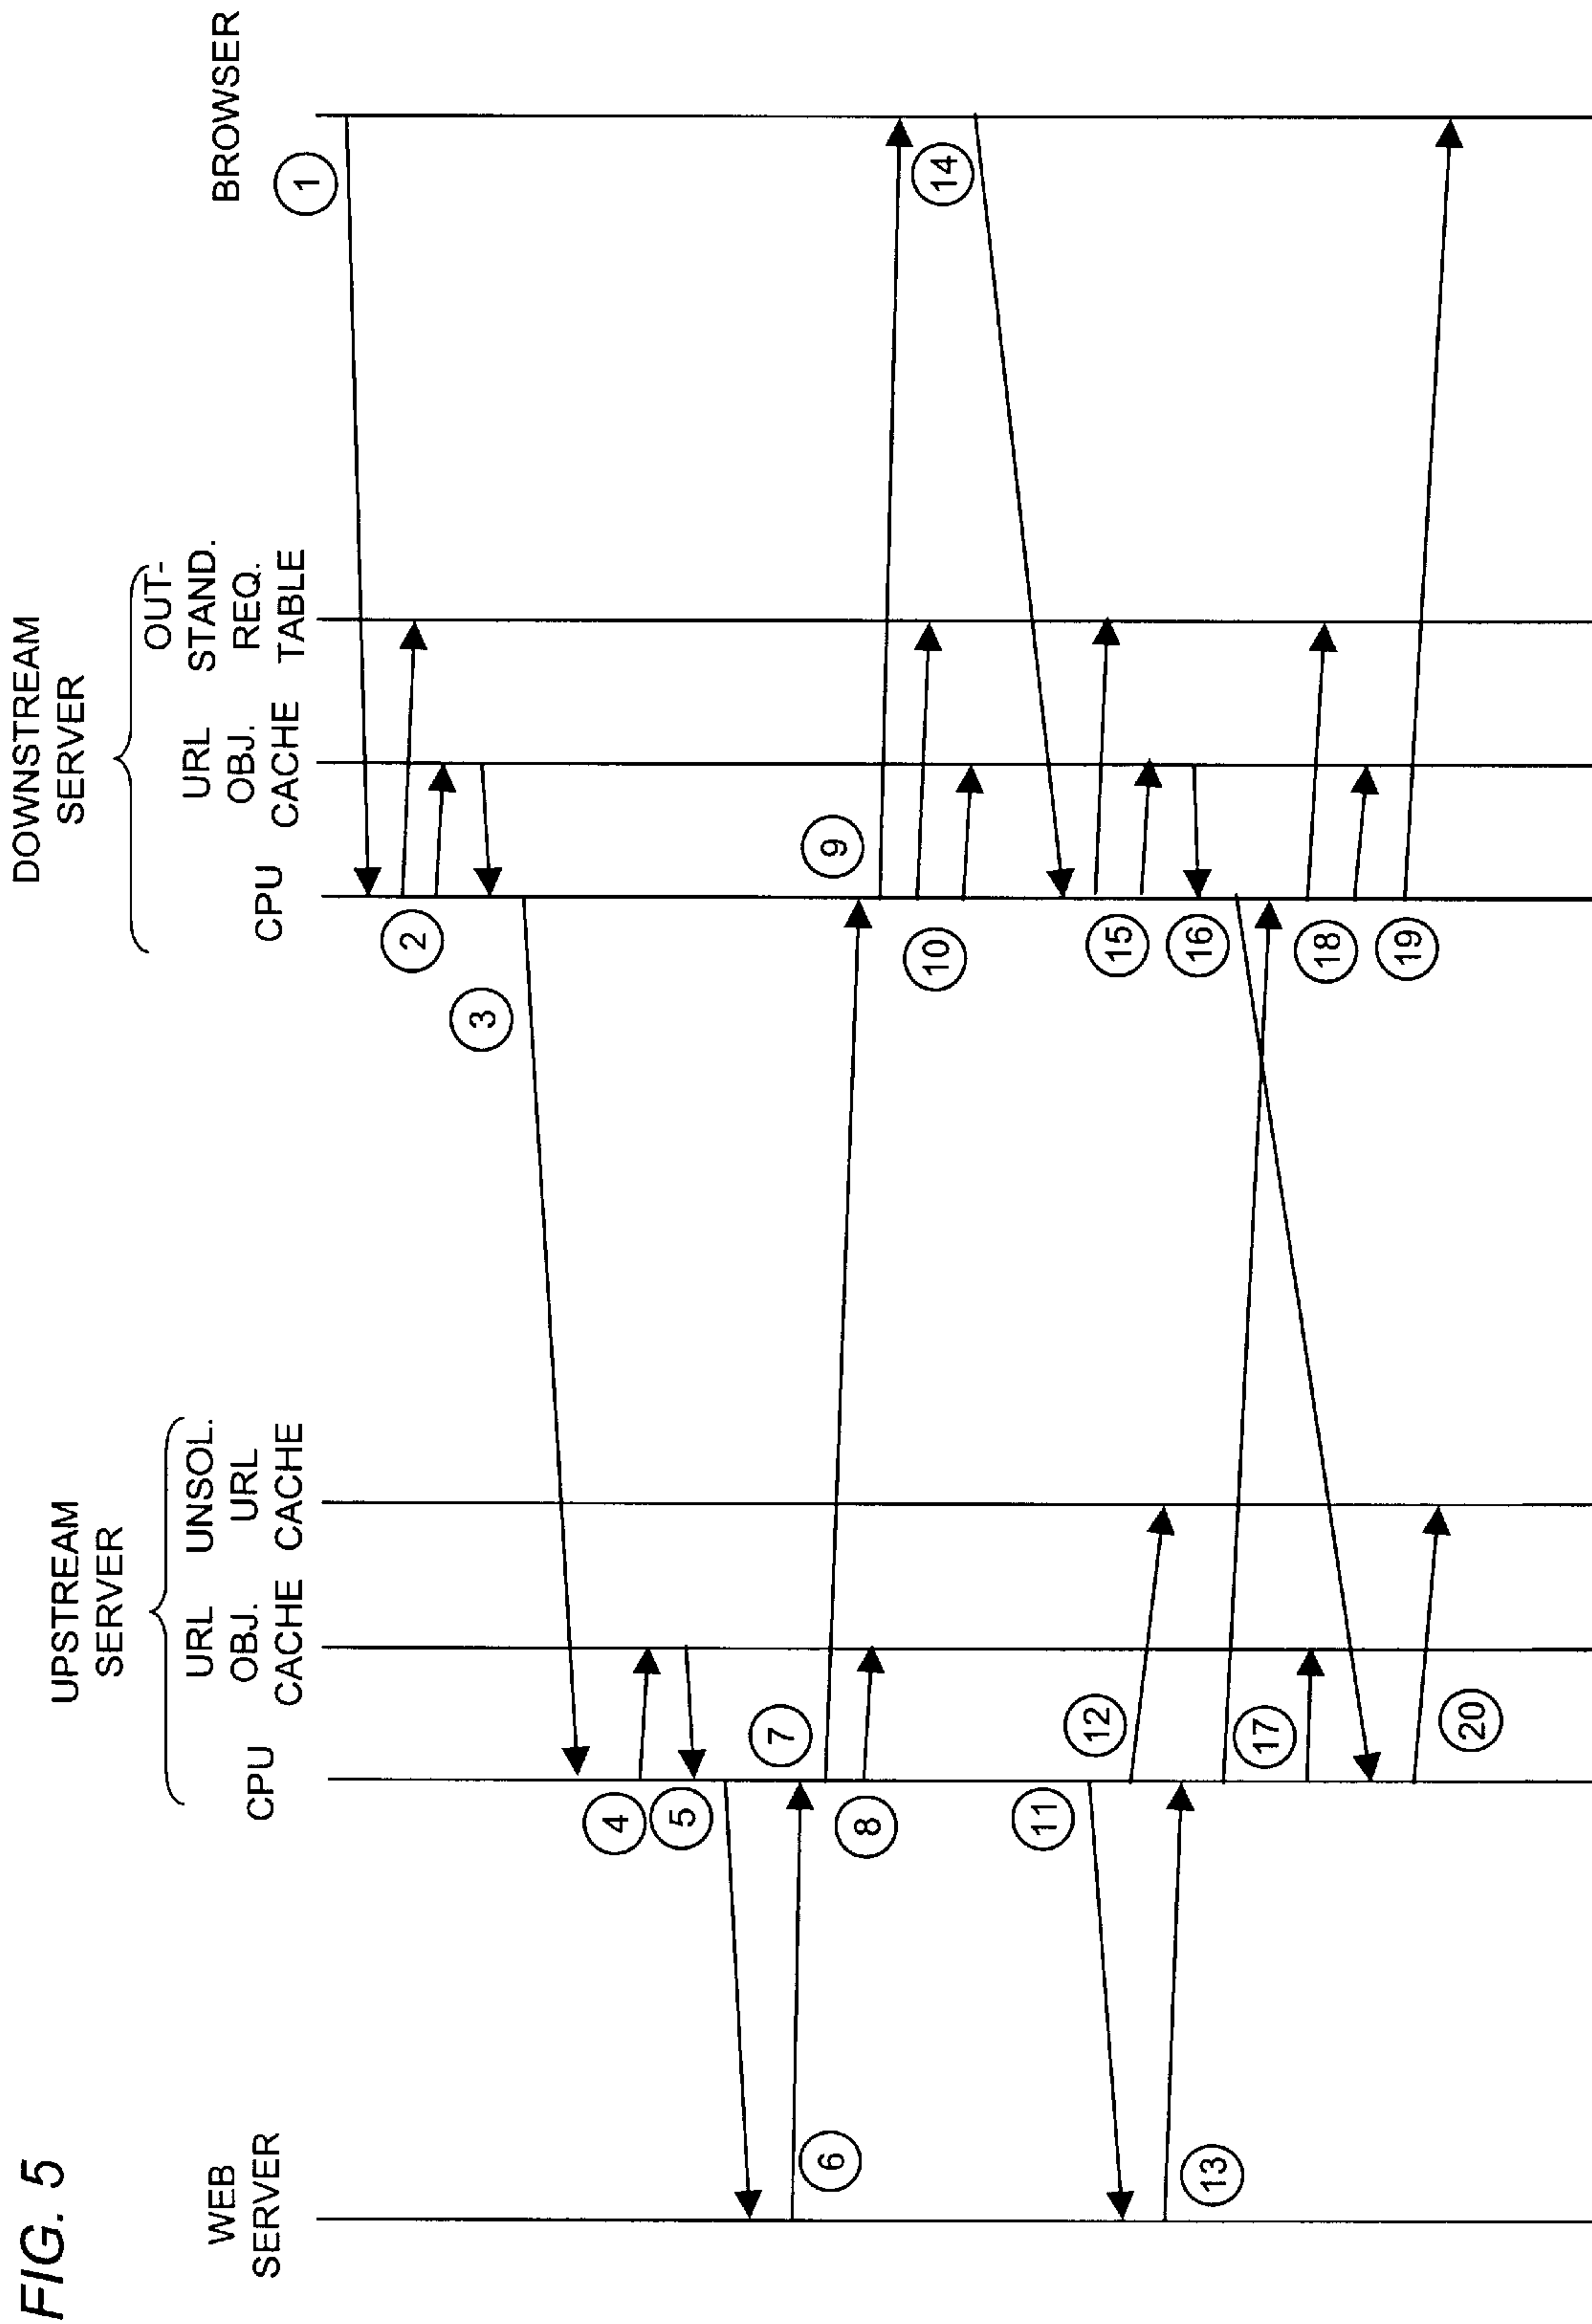 FIG. 5
WEB
SERVER
UPSTREAM
SERVER
CPU
URL
OBJ.
CACHE
UNSOL.
URL
CACHE
DOWNSTREAM
SERVER
CPU
URL
OBJ.
CACHE
OUT-
STAND.
REQ.
TABLE
BROWSER
1
2
3
4
5
6
7
8
9
10
11
12
13
14
15
16
17
18
19
20